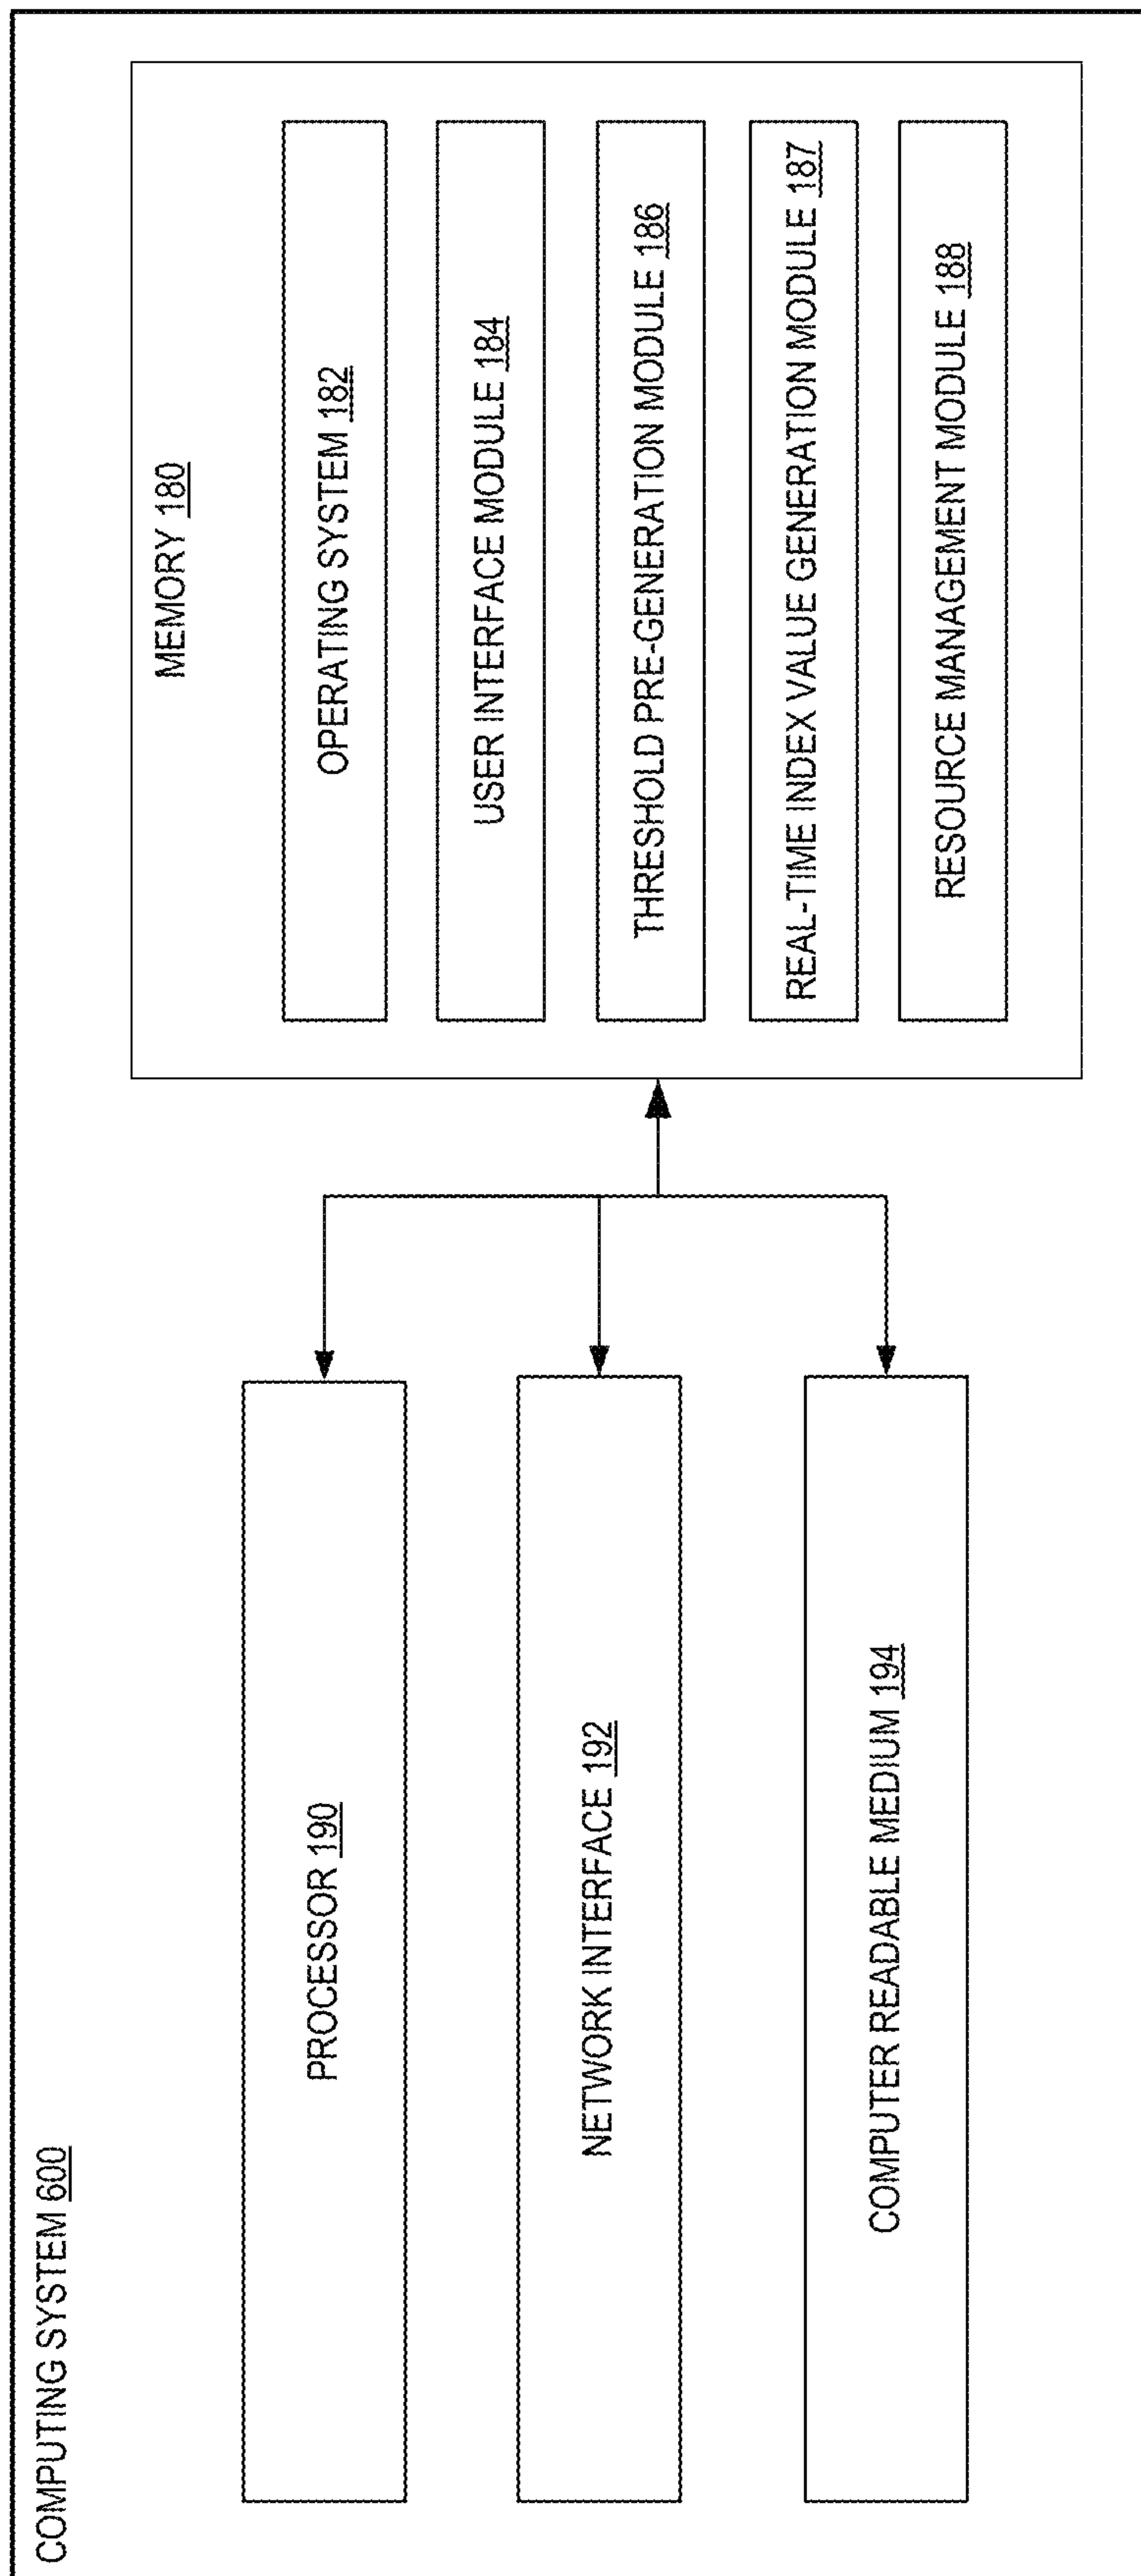 COMPUTING SYSTEM 600
PROCESSOR 190
NETWORK INTERFACE 192
COMPUTER READABLE MEDIUM 194
MEMORY 180
OPERATING SYSTEM 182
USER INTERFACE MODULE 184
THRESHOLD PRE-GENERATION MODULE 186
REAL-TIME INDEX VALUE GENERATION MODULE 187
RESOURCE MANAGEMENT MODULE 188